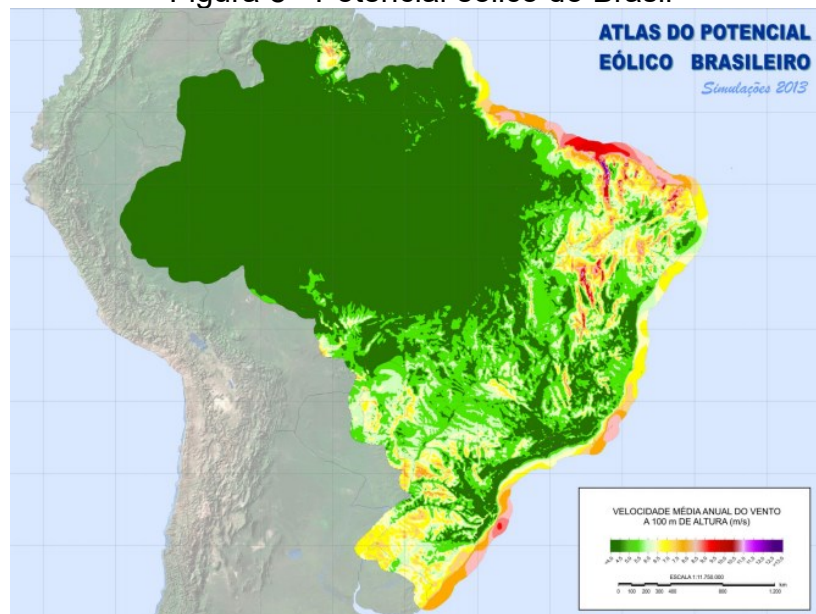 Figura 3 - Potencial eólico do Brasil
ATLAS DO POTENCIAL
EÓLICO BRASILEIRO
Simulações 2013
VELOCIDADE MÉDIA ANUAL DO VENTO
A 100 m DE ALTURA (m/s)
ESCALA 1:11.750.000
0 100 200 300 400 800 1.200 km